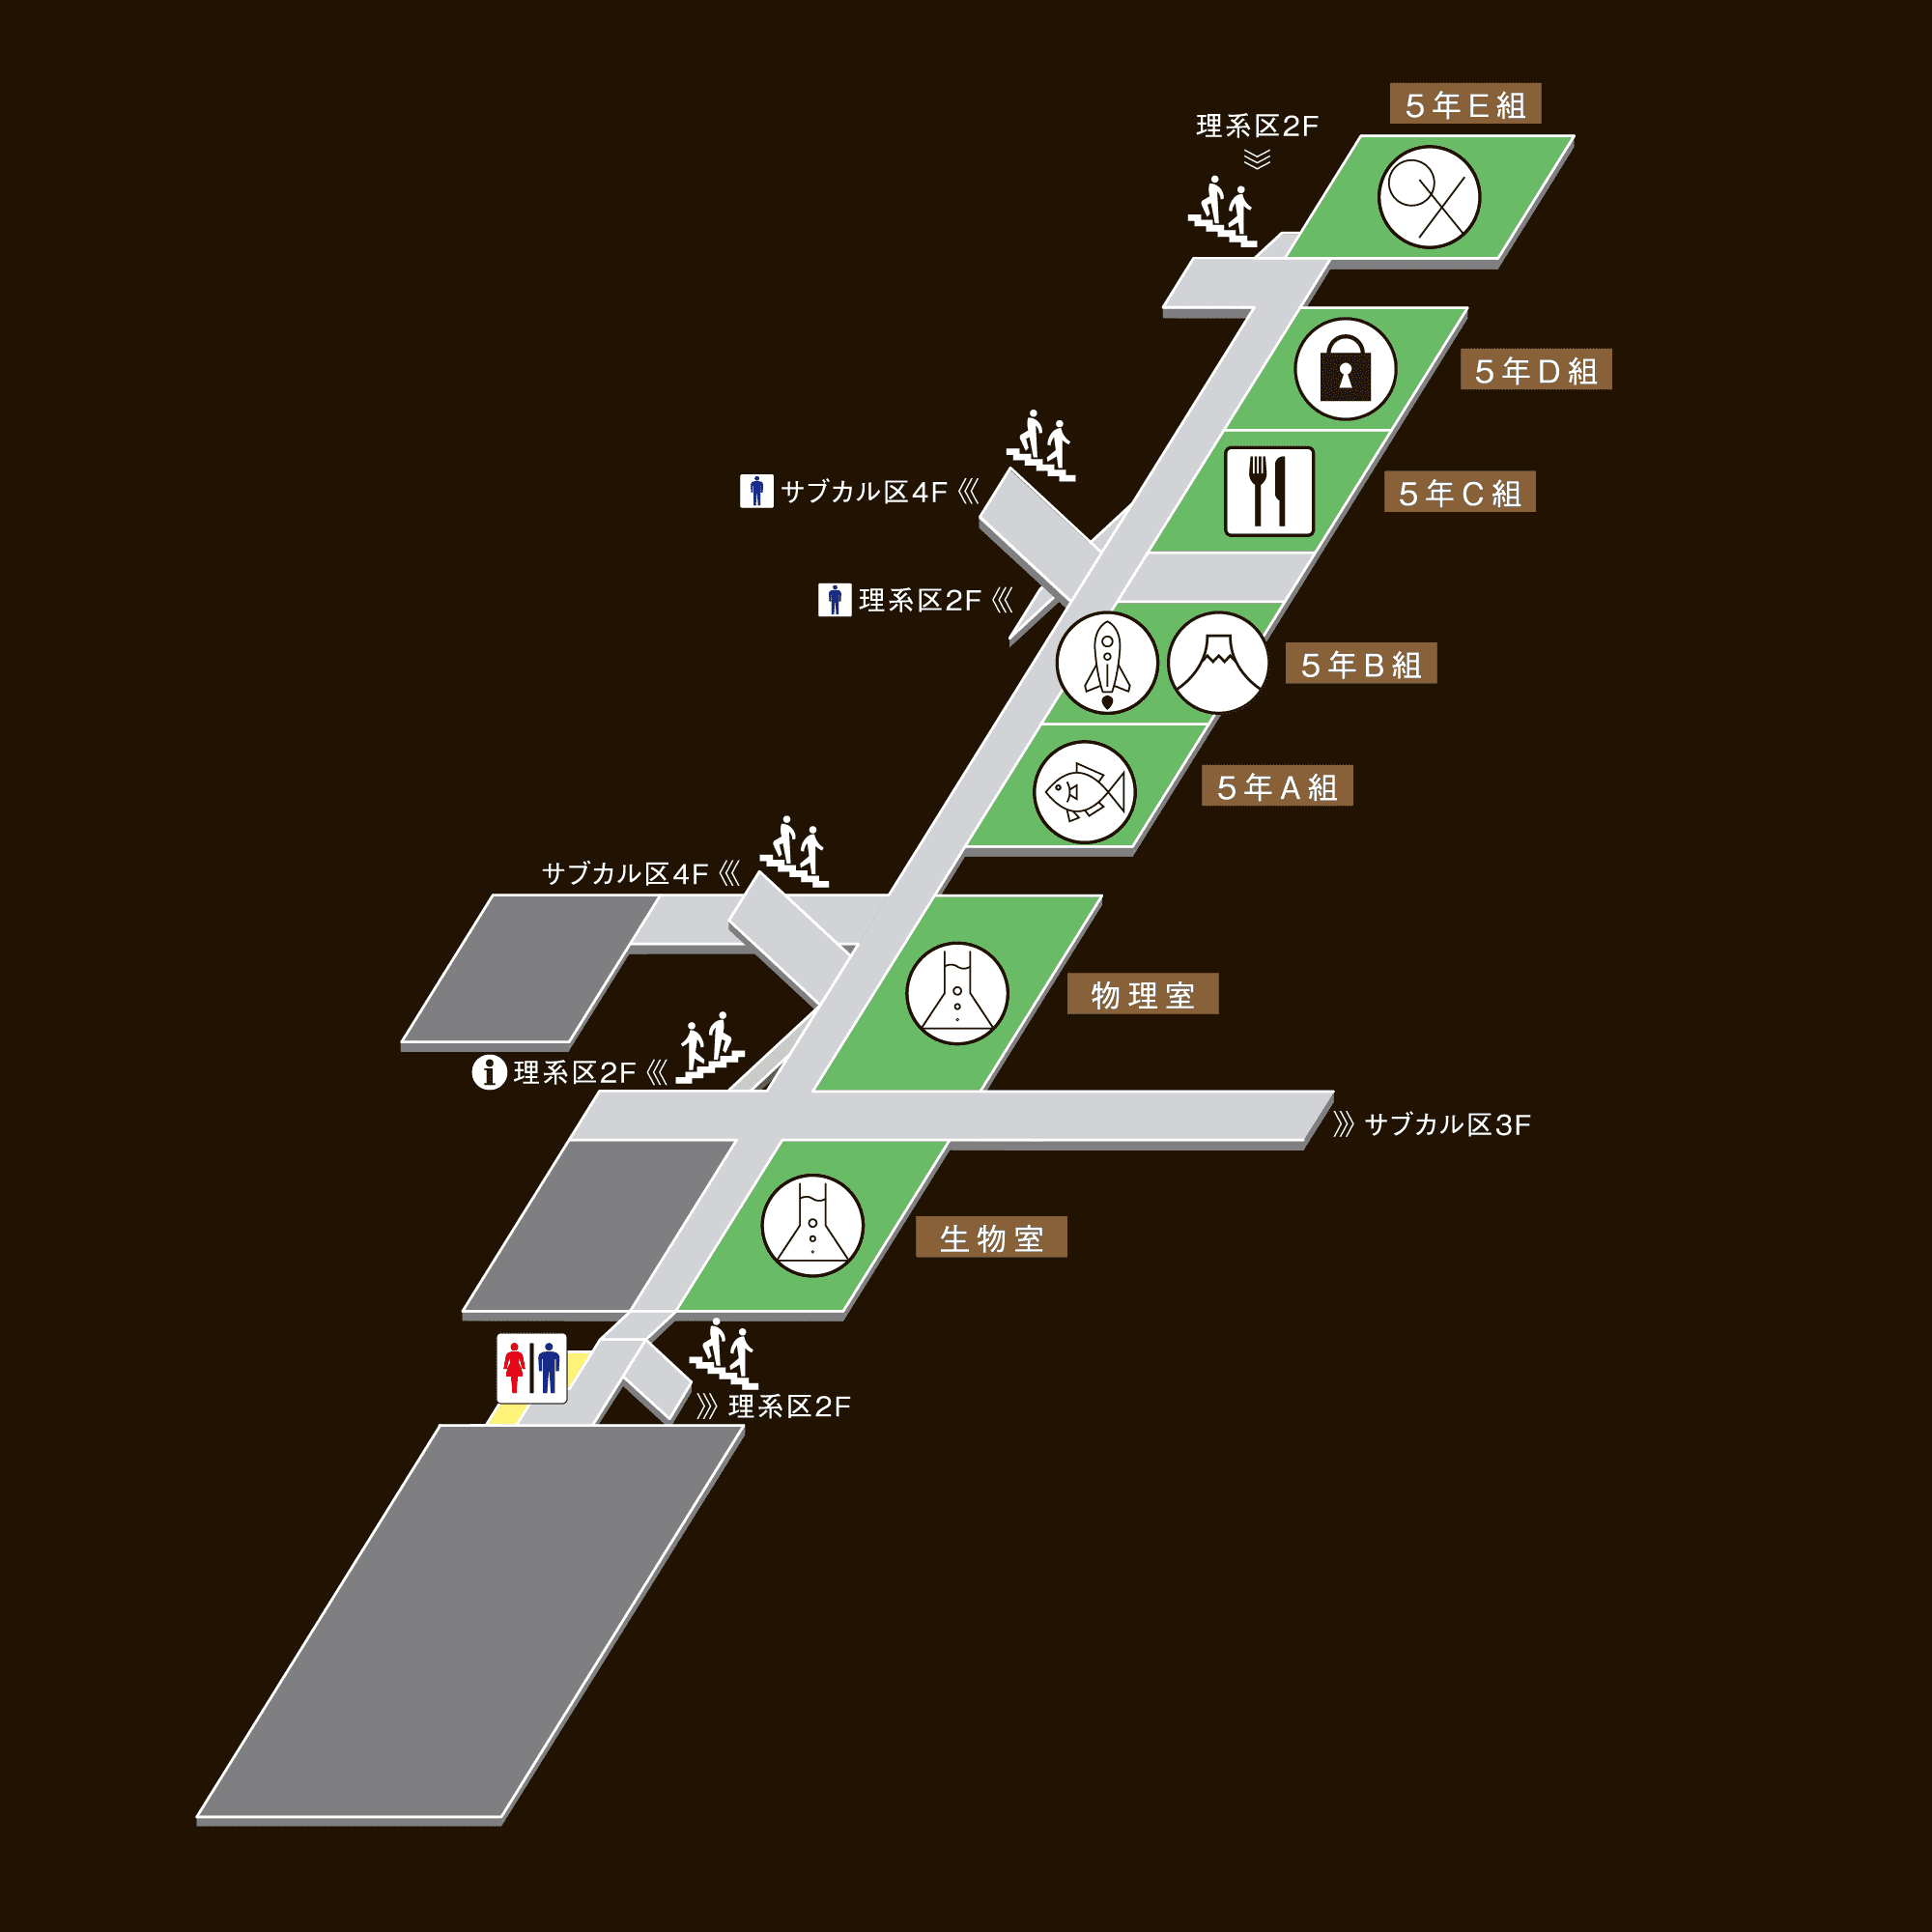 5年E組
理系区2F
5年D組
サブカル区4F
5年C組
理系区2F
5年B組
5年A組
サブカル区4F
物理室
i 理系区2F
サブカル区3F
生物室
理系区2F